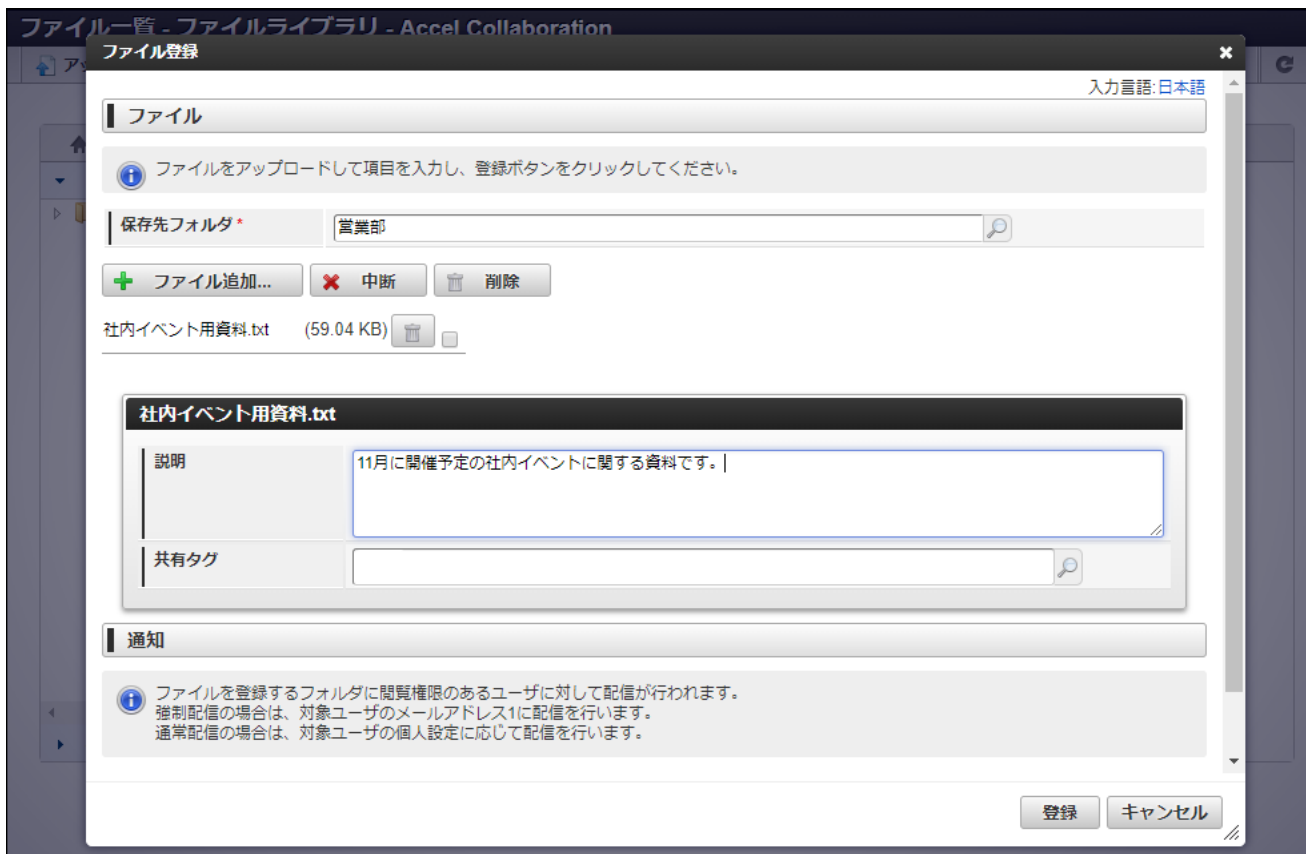 ファイル一覧 - ファイルライブラリ - Accel Collaboration
ファイル登録
入力言語:日本語
ファイル
ファイルをアップロードして項目を入力し、登録ボタンをクリックしてください。
保存先フォルダ* 営業部
ファイル追加... 中断 削除
社内イベント用資料.txt (59.04 KB)
社内イベント用資料.txt
説明 11月に開催予定の社内イベントに関する資料です。
共有タグ
通知
ファイルを登録するフォルダに閲覧権限のあるユーザに対して配信が行われます。
強制配信の場合は、対象ユーザのメールアドレス1に配信を行います。
通常配信の場合は、対象ユーザの個人設定に応じて配信を行います。
登録 キャンセル